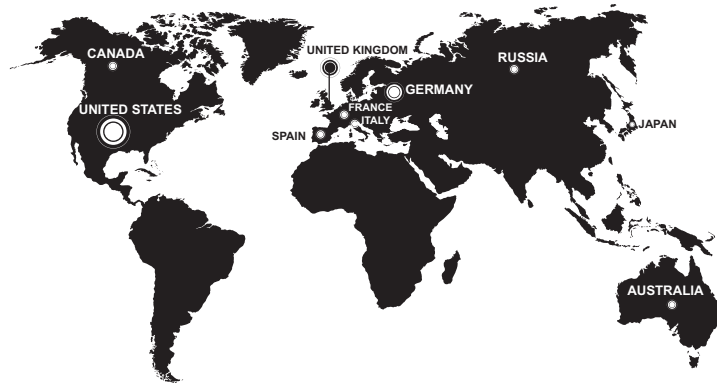 UNITED KINGDOM
CANADA
RUSSIA
GERMANY
UNITED STATES
FRANCE
ITALY
SPAIN
JAPAN
AUSTRALIA